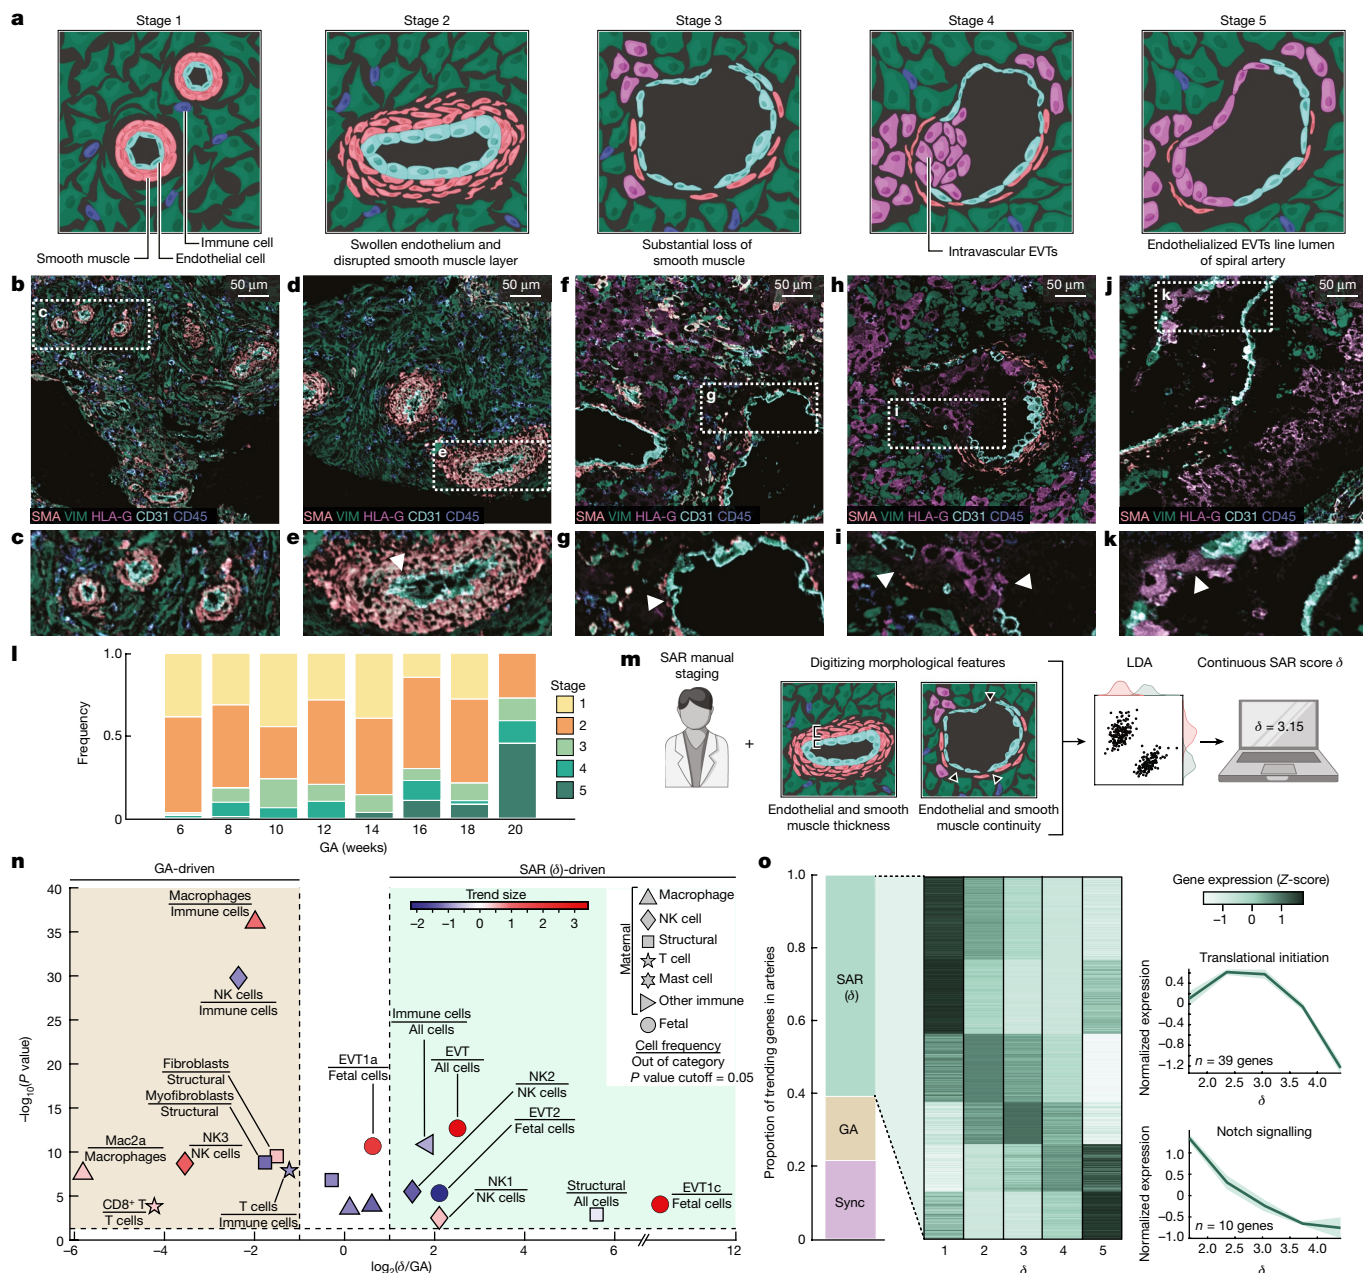 a
Stage 1
Stage 2
Stage 3
Stage 4
Stage 5
Immune cell
Smooth muscle
Endothelial cell
Swollen endothelium and
disrupted smooth muscle layer
Substantial loss of
smooth muscle
Intravascular EVTs
Endothelialized EVTs line lumen
of spiral artery
b
50 μm
c
SMA VIM HLA-G CD31 CD45
d
50 μm
e
SMA VIM HLA-G CD31 CD45
f
50 μm
g
SMA VIM HLA-G CD31 CD45
h
50 μm
i
SMA VIM HLA-G CD31 CD45
j
50 μm
k
SMA VIM HLA-G CD31 CD45
c
e
g
i
k
l
1.0
0.5
0
Frequency
6 8 10 12 14 16 18 20
GA (weeks)
Stage
1
2
3
4
5
m
SAR manual
staging
+
Digitizing morphological features
Endothelial and smooth
muscle thickness
Endothelial and smooth
muscle continuity
LDA
Continuous SAR score δ
δ = 3.15
n
GA-driven
SAR (δ)-driven
40
35
30
25
20
15
10
5
0
–log10(P value)
–6 –4 –2 0 2 4 6 12
log2(δ/GA)
Trend size
–2 –1 0 1 2 3
Macrophage
NK cell
Structural
T cell
Mast cell
Other immune
Fetal
Maternal
Cell frequency
Out of category
P value cutoff = 0.05
Macrophages
Immune cells
NK cells
Immune cells
Fibroblasts
Structural
Myofibroblasts
Structural
Mac2a
Macrophages
NK3
NK cells
CD8+ T
T cells
T cells
Immune cells
EVT1a
Fetal cells
Immune cells
All cells
EVT
All cells
NK2
NK cells
EVT2
Fetal cells
NK1
NK cells
Structural
All cells
EVT1c
Fetal cells
o
Proportion of trending genes in arteries
1.0
0.8
0.6
0.4
0.2
0
SAR
(δ)
GA
Sync
1 2 3 4 5
δ
Gene expression (Z-score)
–1 0 1
Translational initiation
Normalized expression
0.4
0
–0.4
–0.8
–1.2
n = 39 genes
2.0 2.5 3.0 3.5 4.0
δ
Notch signalling
Normalized expression
1.0
0.5
0
–0.5
–1.0
n = 10 genes
2.0 2.5 3.0 3.5 4.0
δ